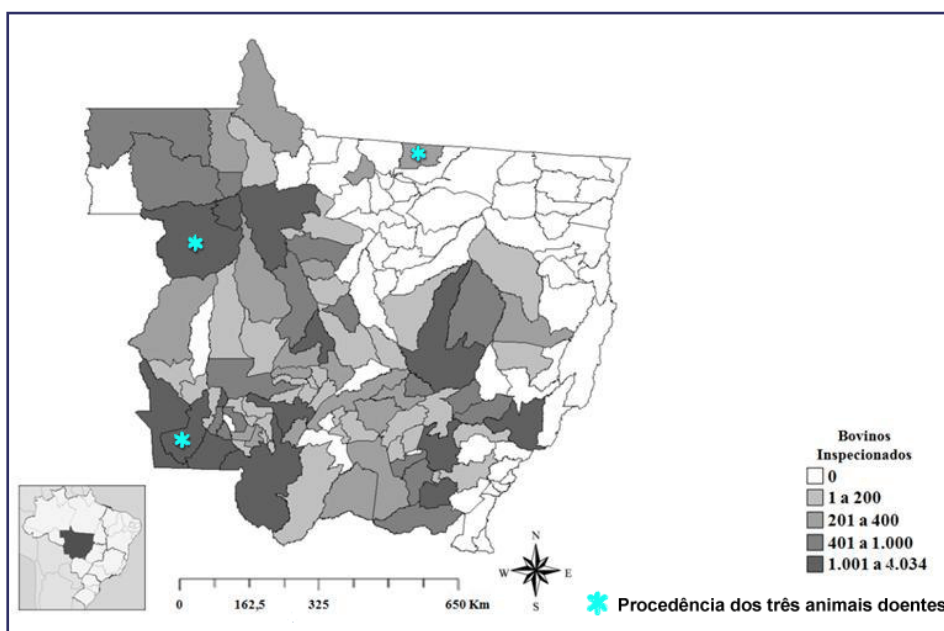 Bovinos
Inspecionados
0
1 a 200
201 a 400
401 a 1.000
1.001 a 4.034
N
W E
S
0 162,5 325 650 Km
Procedência dos três animais doentes